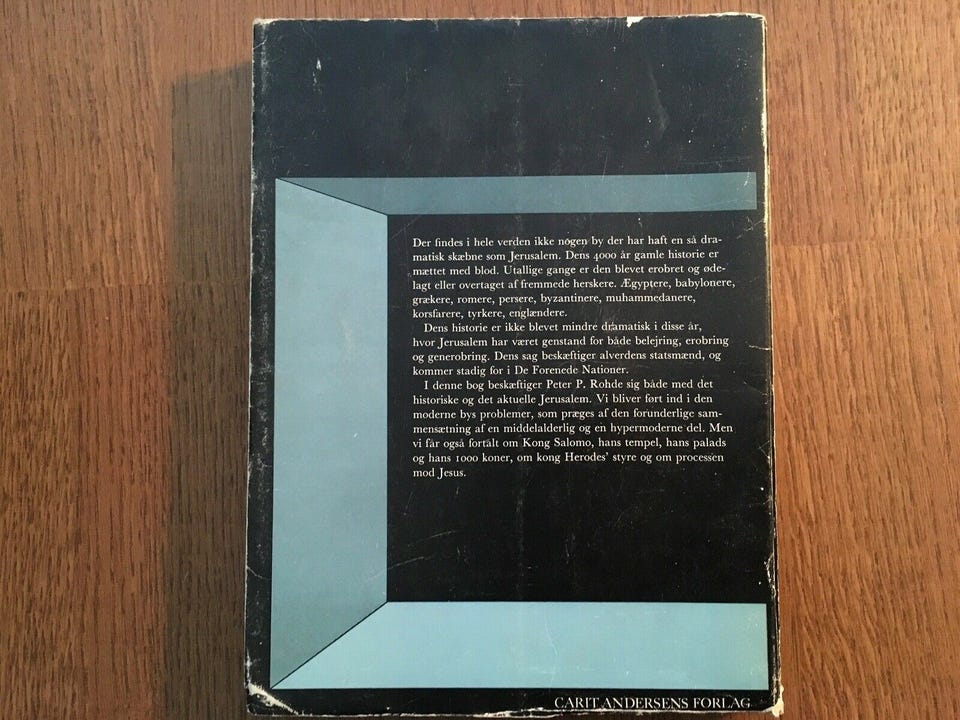 Der findes i hele verden ikke nogen by der har haft en så dra-
matisk skæbne som Jerusalem. Dens 4000 år gamle historie er
mættet med blod. Utallige gange er den blevet erobret og øde-
lagt eller overtaget af fremmede herskere. Ægyptere, babylonere,
grækere, romere, persere, byzantinere, muhammedanere,
korsfarere, tyrkere, englændere.
Dens historie er ikke blevet mindre dramatisk i disse år,
hvor Jerusalem har været genstand for både belejring, erobring
og generobring. Dens sag beskæftiger alverdens statsmænd, og
kommer stadig for i De Forenede Nationer.
I denne bog beskæftiger Peter P. Rohde sig både med det
historiske og det aktuelle Jerusalem. Vi bliver ført ind i den
moderne bys problemer, som præges af den forunderlige sam-
mensætning af en middelalderlig og en hypermoderne del. Men
vi får også fortalt om Kong Salomo, hans tempel, hans palads
og hans 1000 koner, om kong Herodes' styre og om processen
mod Jesus.
CARIT ANDERSENS FORLAG